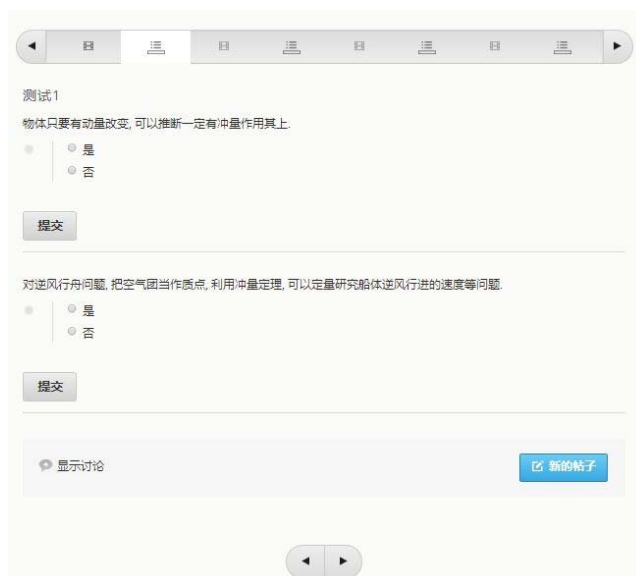 测试1
物体只要有动量改变, 可以推断一定有冲量作用其上.
是
否
提交
对逆风行舟问题, 把空气团当作质点, 利用冲量定理, 可以定量研究船体逆风行进的速度等问题.
是
否
提交
显示讨论
新的帖子